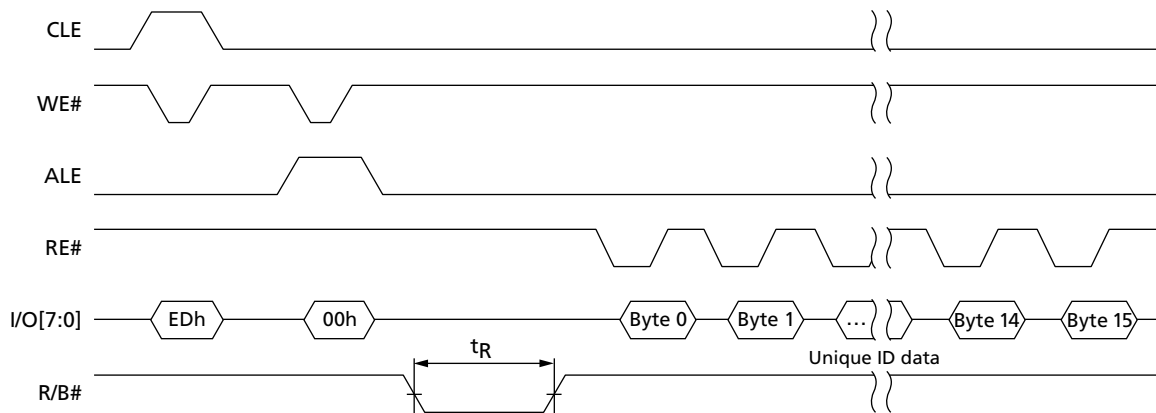 CLE
WE#
ALE
RE#
I/O[7:0] EDh 00h Byte 0 Byte 1 ... Byte 14 Byte 15
tR
Unique ID data
R/B#